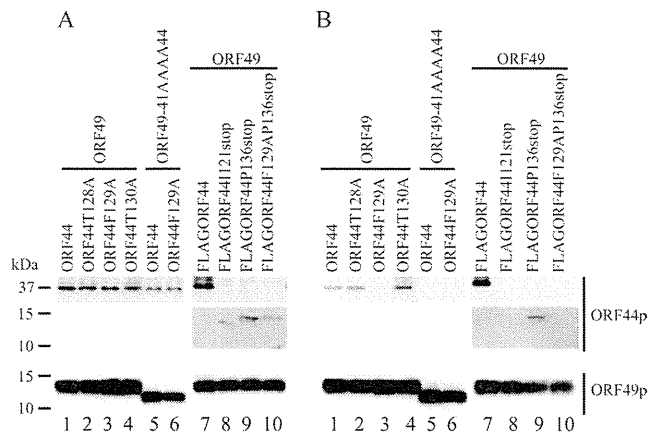 A
B
ORF49
ORF49-41AAAA44
ORF49
ORF44
ORF44T128A
ORF44F129A
ORF44T130A
ORF44
ORF44F129A
FLAGORF44
FLAGORF44I121stop
FLAGORF44P136stop
FLAGORF44F129AP136stop
ORF49
ORF49-41AAAA44
ORF49
ORF44
ORF44T128A
ORF44F129A
ORF44T130A
ORF44
ORF44F129A
FLAGORF44
FLAGORF44I121stop
FLAGORF44P136stop
FLAGORF44F129AP136stop
kDa
37
15
10
ORF44p
15
10
ORF49p
1 2 3 4 5 6 7 8 9 10
1 2 3 4 5 6 7 8 9 10